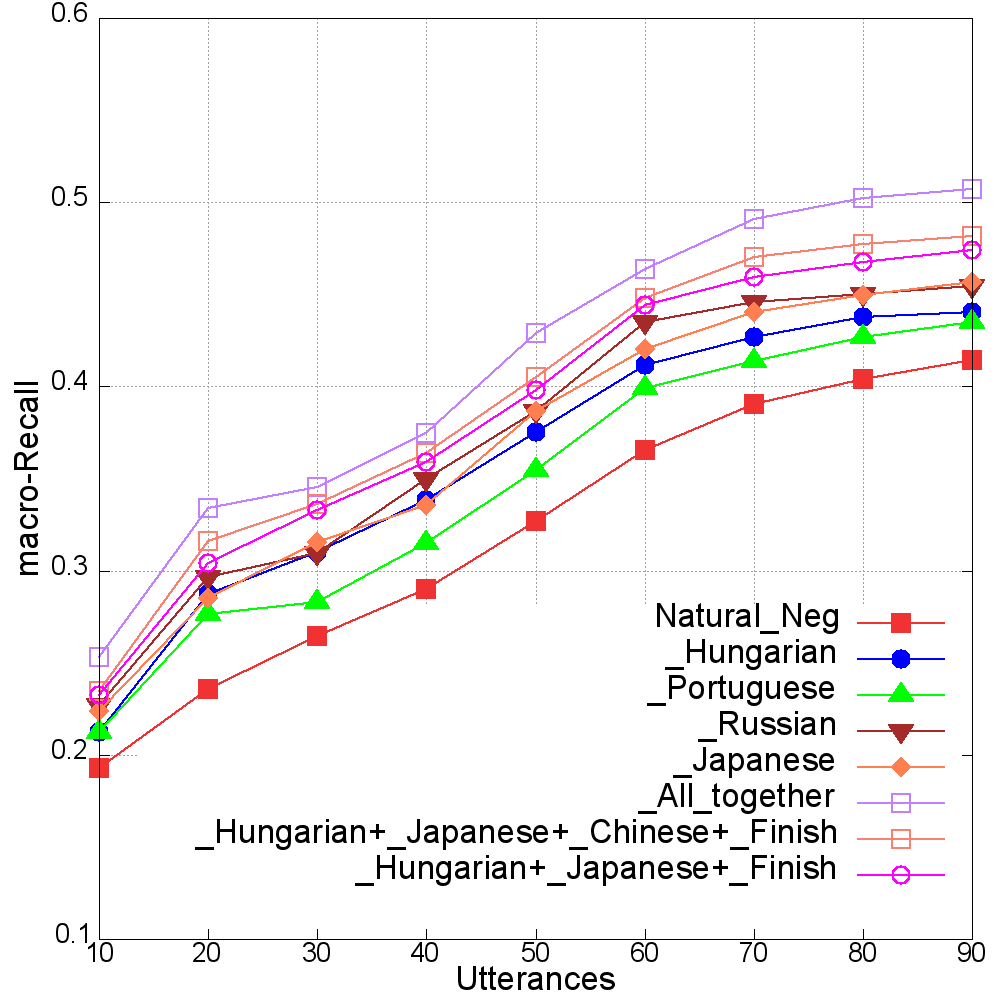 0.6
0.5
0.4
0.3
0.2
0.1
macro-Recall
Natural_Neg
_Hungarian
_Portuguese
_Russian
_Japanese
_All_together
_Hungarian+_Japanese+_Chinese+_Finish
_Hungarian+_Japanese+_Finish
10 20 30 40 50 60 70 80 90
Utterances